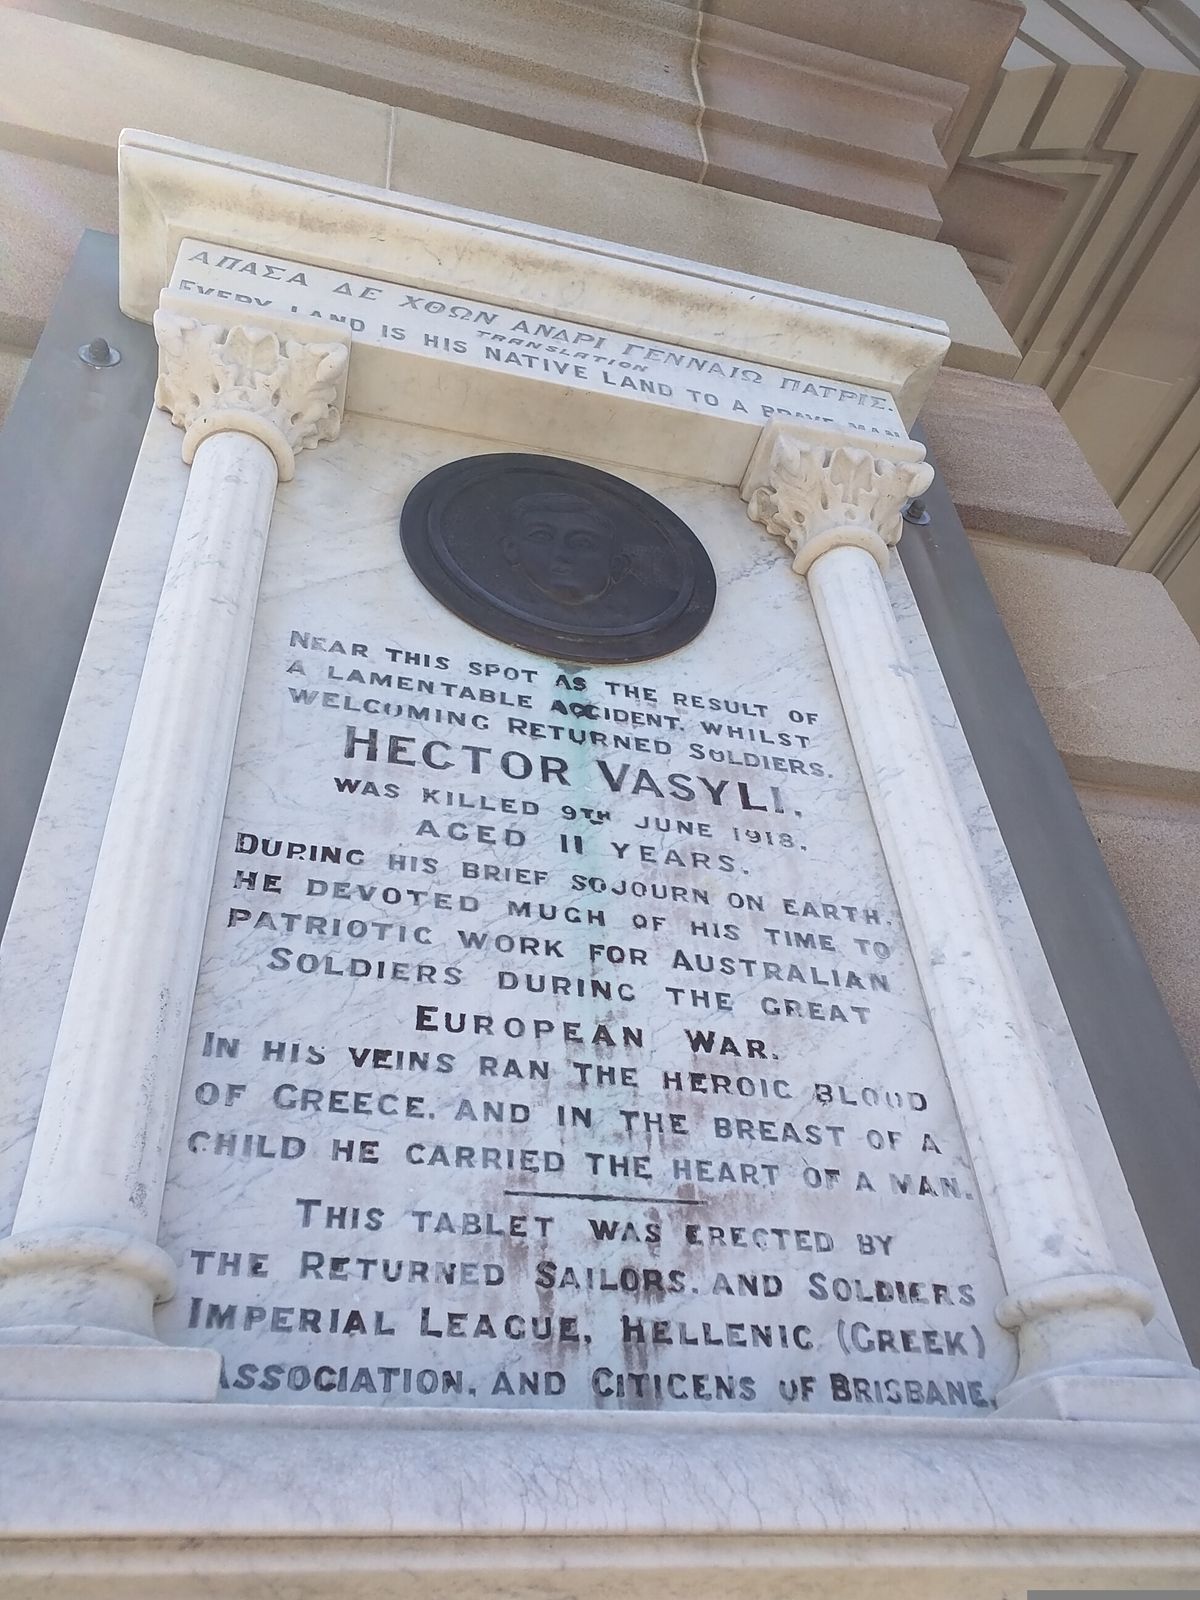 ΑΠΑΣΑ ΔΕ ΧΘΩΝ ΑΝΔΡΙ ΓΕΝΝΑΙΩ ΠΑΤΡΙΣ.
TRANSLATION
EVERY LAND IS HIS NATIVE LAND TO A BRAVE MAN
NEAR THIS SPOT AS THE RESULT OF
A LAMENTABLE ACCIDENT. WHILST
WELCOMING RETURNED SOLDIERS.
HECTOR VASYLI,
WAS KILLED 9TH JUNE 1918.
AGED 11 YEARS.
DURING HIS BRIEF SOJOURN ON EARTH,
HE DEVOTED MUCH OF HIS TIME TO
PATRIOTIC WORK FOR AUSTRALIAN
SOLDIERS DURING THE GREAT
EUROPEAN WAR.
IN HIS VEINS RAN THE HEROIC BLOOD
OF GREECE. AND IN THE BREAST OF A
CHILD HE CARRIED THE HEART OF A MAN.
THIS TABLET WAS ERECTED BY
THE RETURNED SAILORS. AND SOLDIERS
IMPERIAL LEAGUE, HELLENIC (GREEK)
ASSOCIATION, AND CITICENS OF BRISBANE.